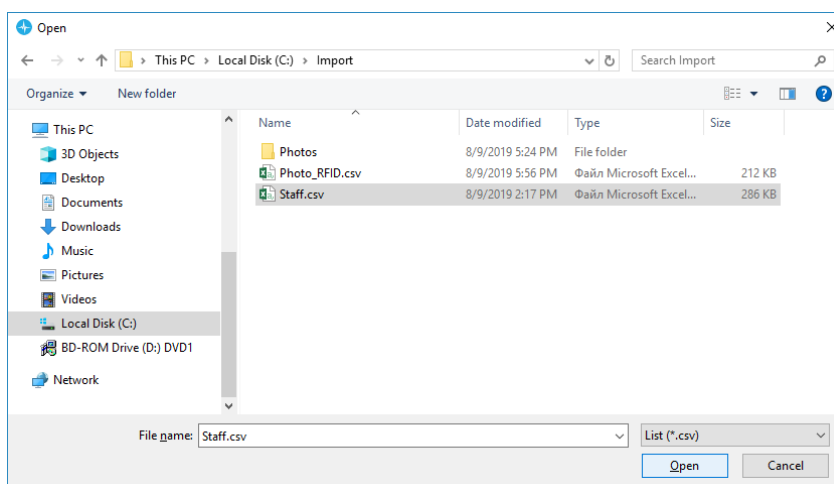 Open
This PC > Local Disk (C:) > Import
Search Import
Organize
New folder
Name Date modified Type Size
This PC
3D Objects
Desktop
Documents
Downloads
Music
Pictures
Videos
Local Disk (C:)
BD-ROM Drive (D:) DVD1
Network
Photos 8/9/2019 5:24 PM File folder
Photo_RFID.csv 8/9/2019 5:56 PM Файл Microsoft Excel... 212 KB
Staff.csv 8/9/2019 2:17 PM Файл Microsoft Excel... 286 KB
File name: Staff.csv List (*.csv)
Open Cancel